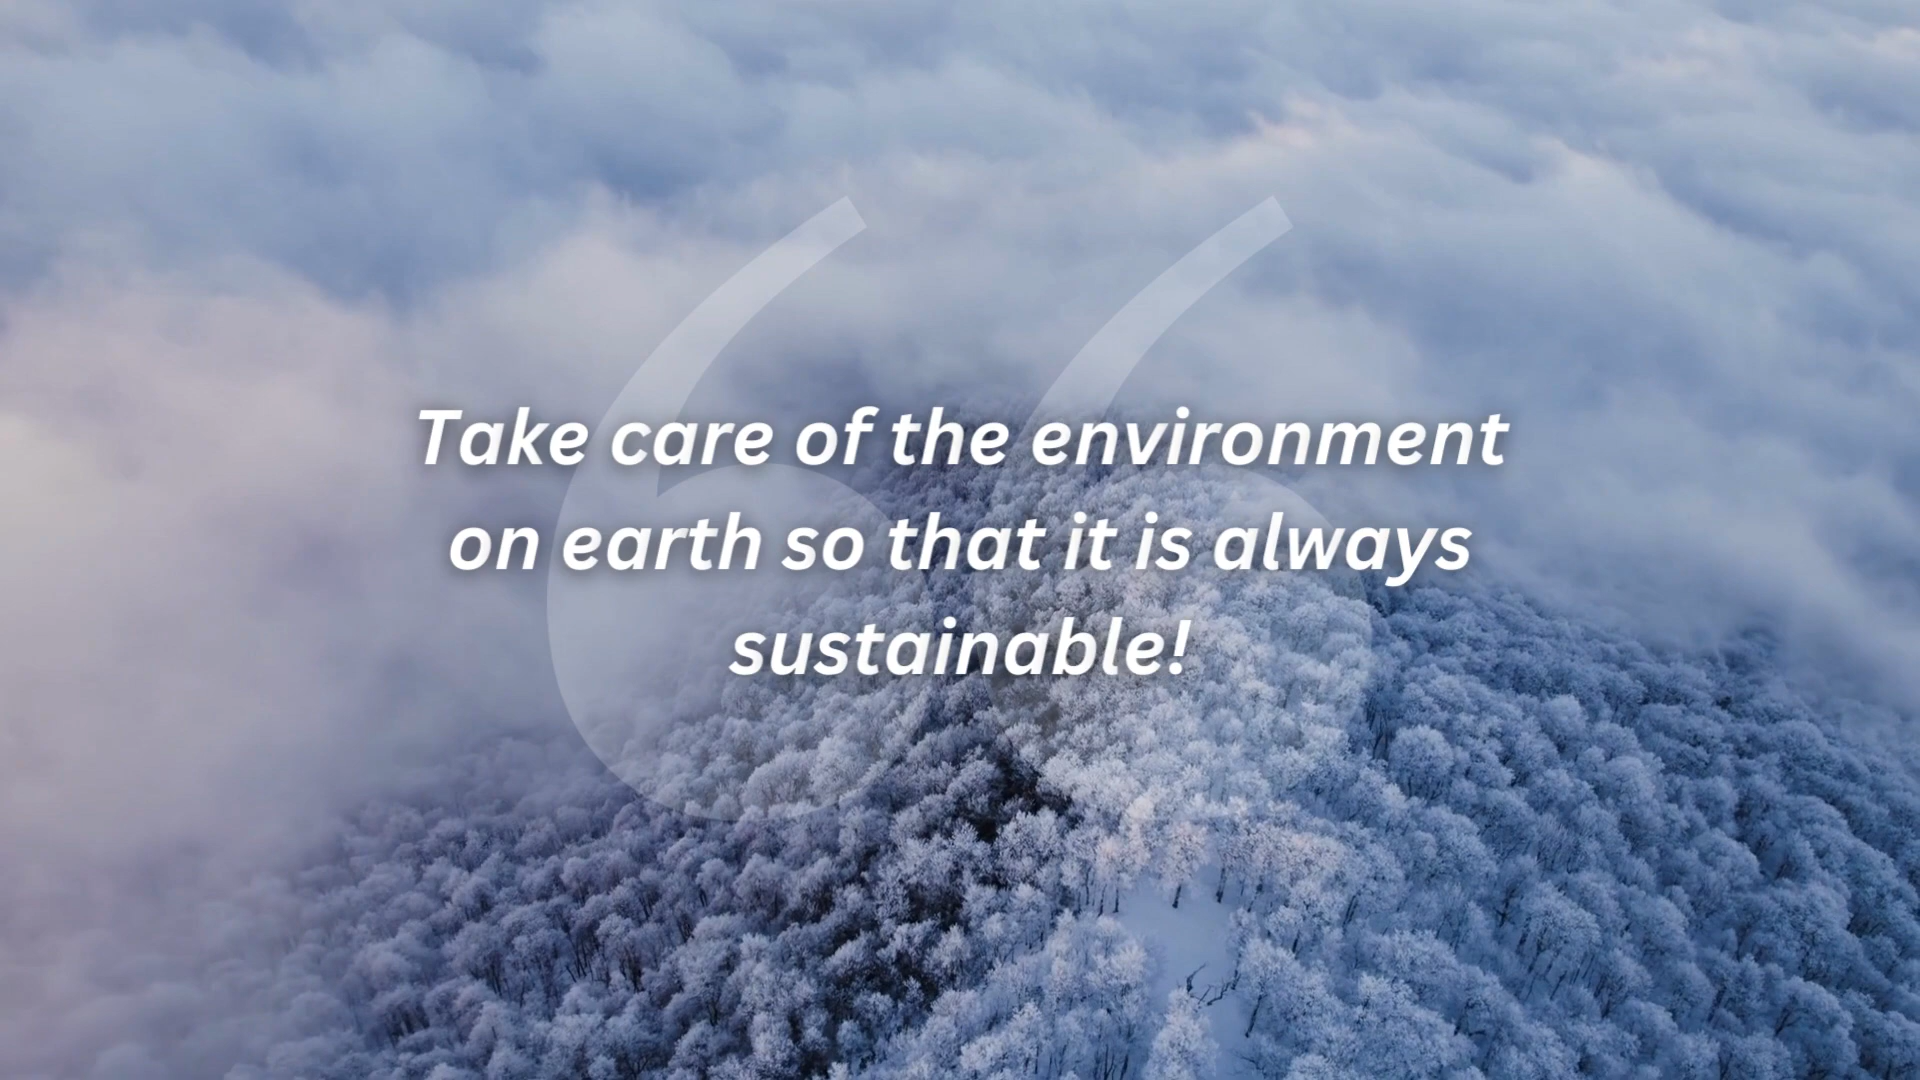 Take care of the environment
on earth so that it is always
sustainable!